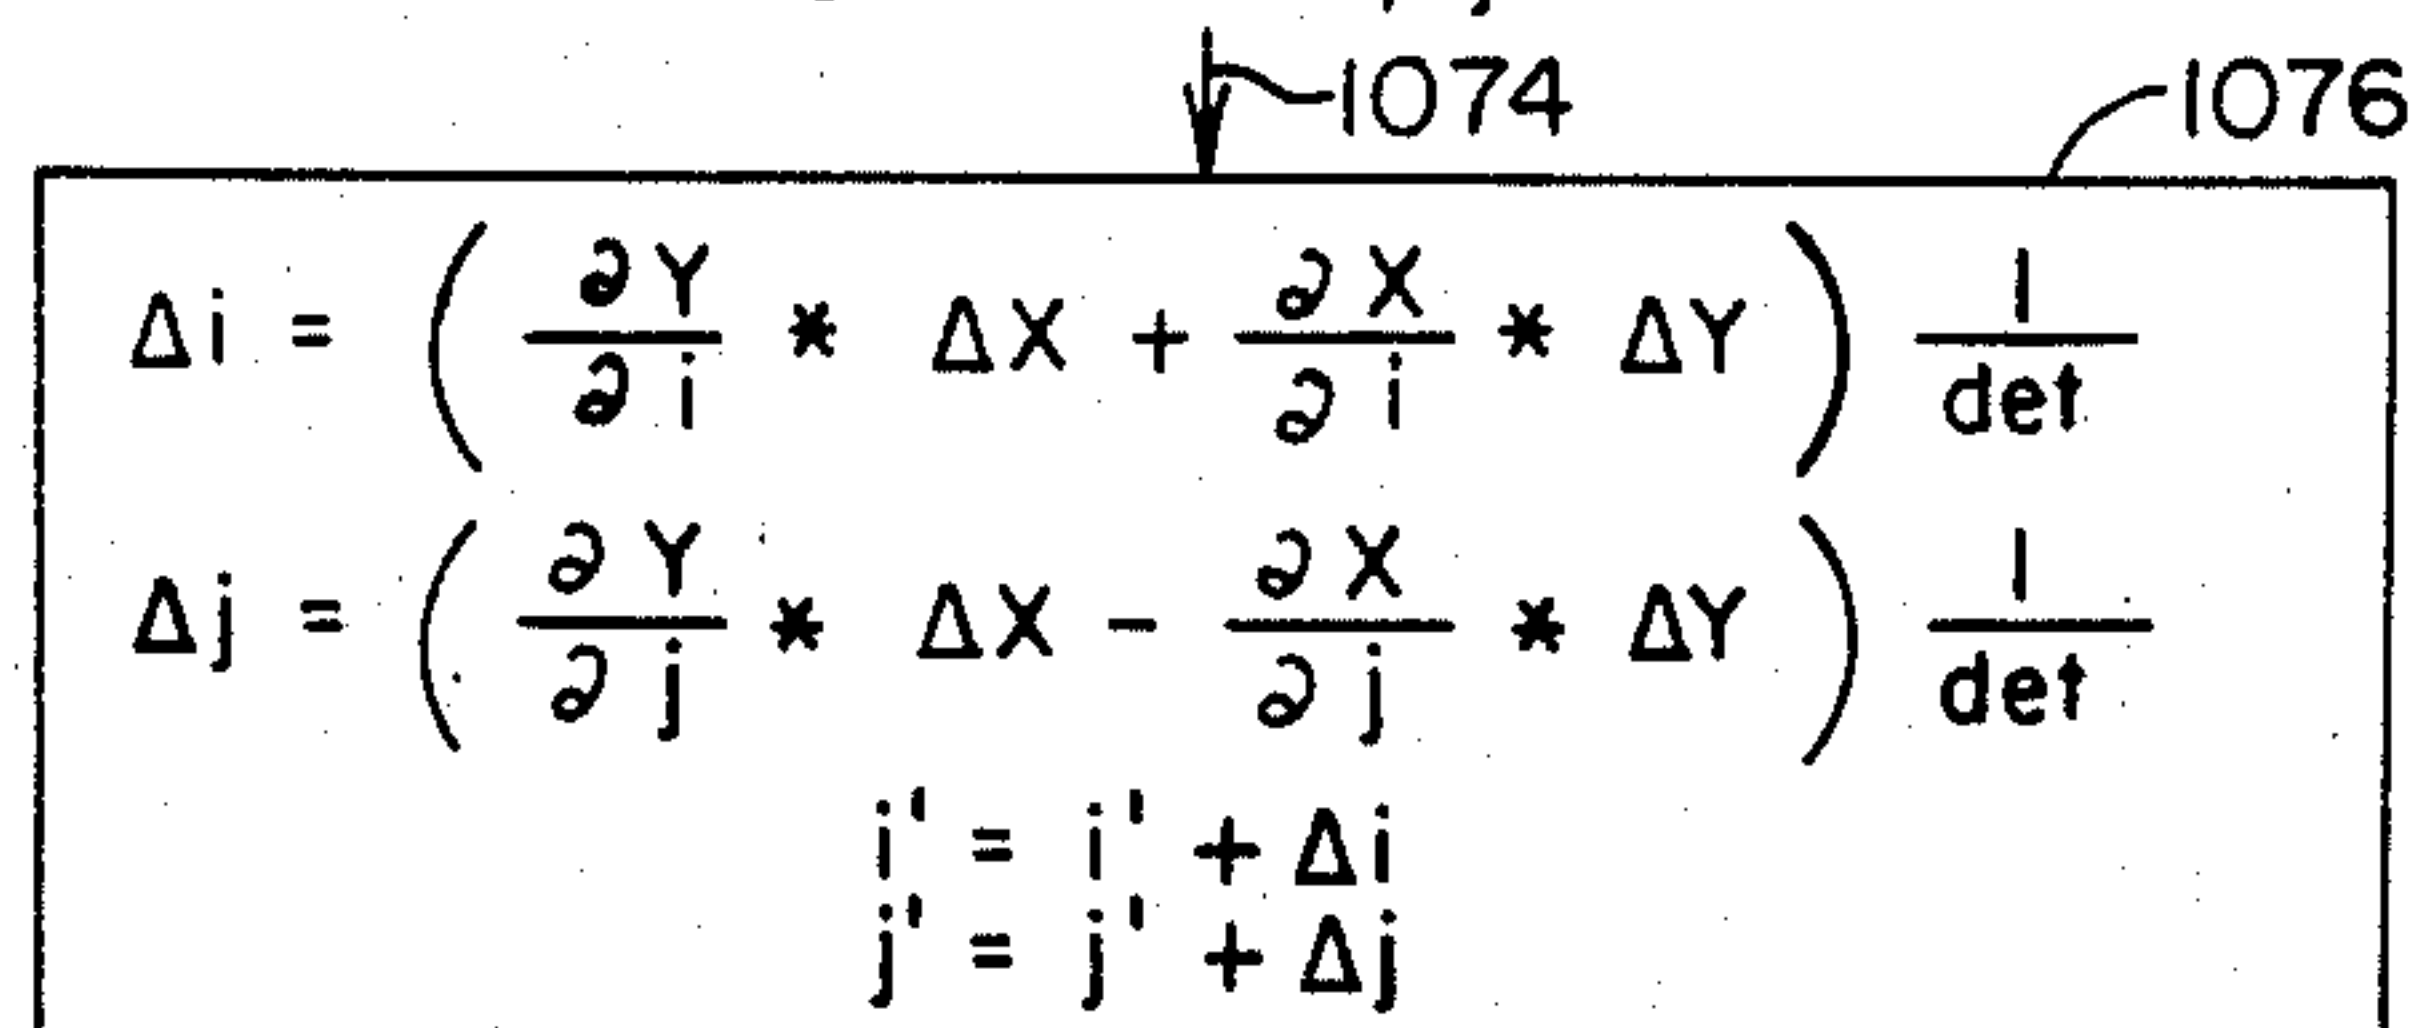 1074 1076
Δi = ( ∂Y/∂i * ΔX + ∂X/∂i * ΔY ) 1/det
Δj = ( ∂Y/∂j * ΔX - ∂X/∂j * ΔY ) 1/det
i' = i' + Δi
j' = j' + Δj